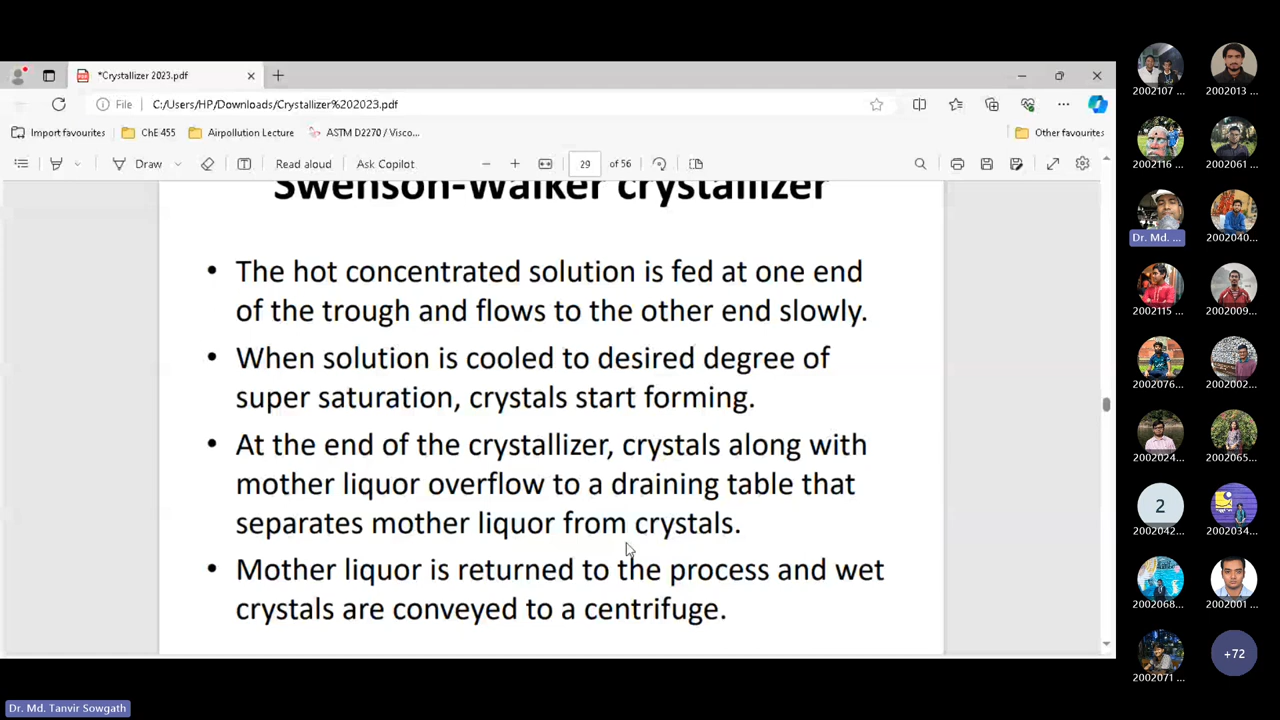 *Crystallizer 2023.pdf
File
C:/Users/HP/Downloads/Crystallizer%202023.pdf
Import favourites
ChE 455
Airpollution Lecture
ASTM D2270 / Visco...
Other favourites
Draw
Read aloud
Ask Copilot
29
of 56
Swenson-Walker crystallizer
• The hot concentrated solution is fed at one end
of the trough and flows to the other end slowly.
• When solution is cooled to desired degree of
super saturation, crystals start forming.
• At the end of the crystallizer, crystals along with
mother liquor overflow to a draining table that
separates mother liquor from crystals.
• Mother liquor is returned to the process and wet
crystals are conveyed to a centrifuge.
2002107 ...
2002013 ...
2002116 ...
2002061 ...
Dr. Md. ...
2002040...
2002115 ...
2002009...
2002076...
2002002...
2002024...
2002065...
2
2002042...
2002034...
2002068...
2002001 ...
2002071 ...
+72
Dr. Md. Tanvir Sowgath